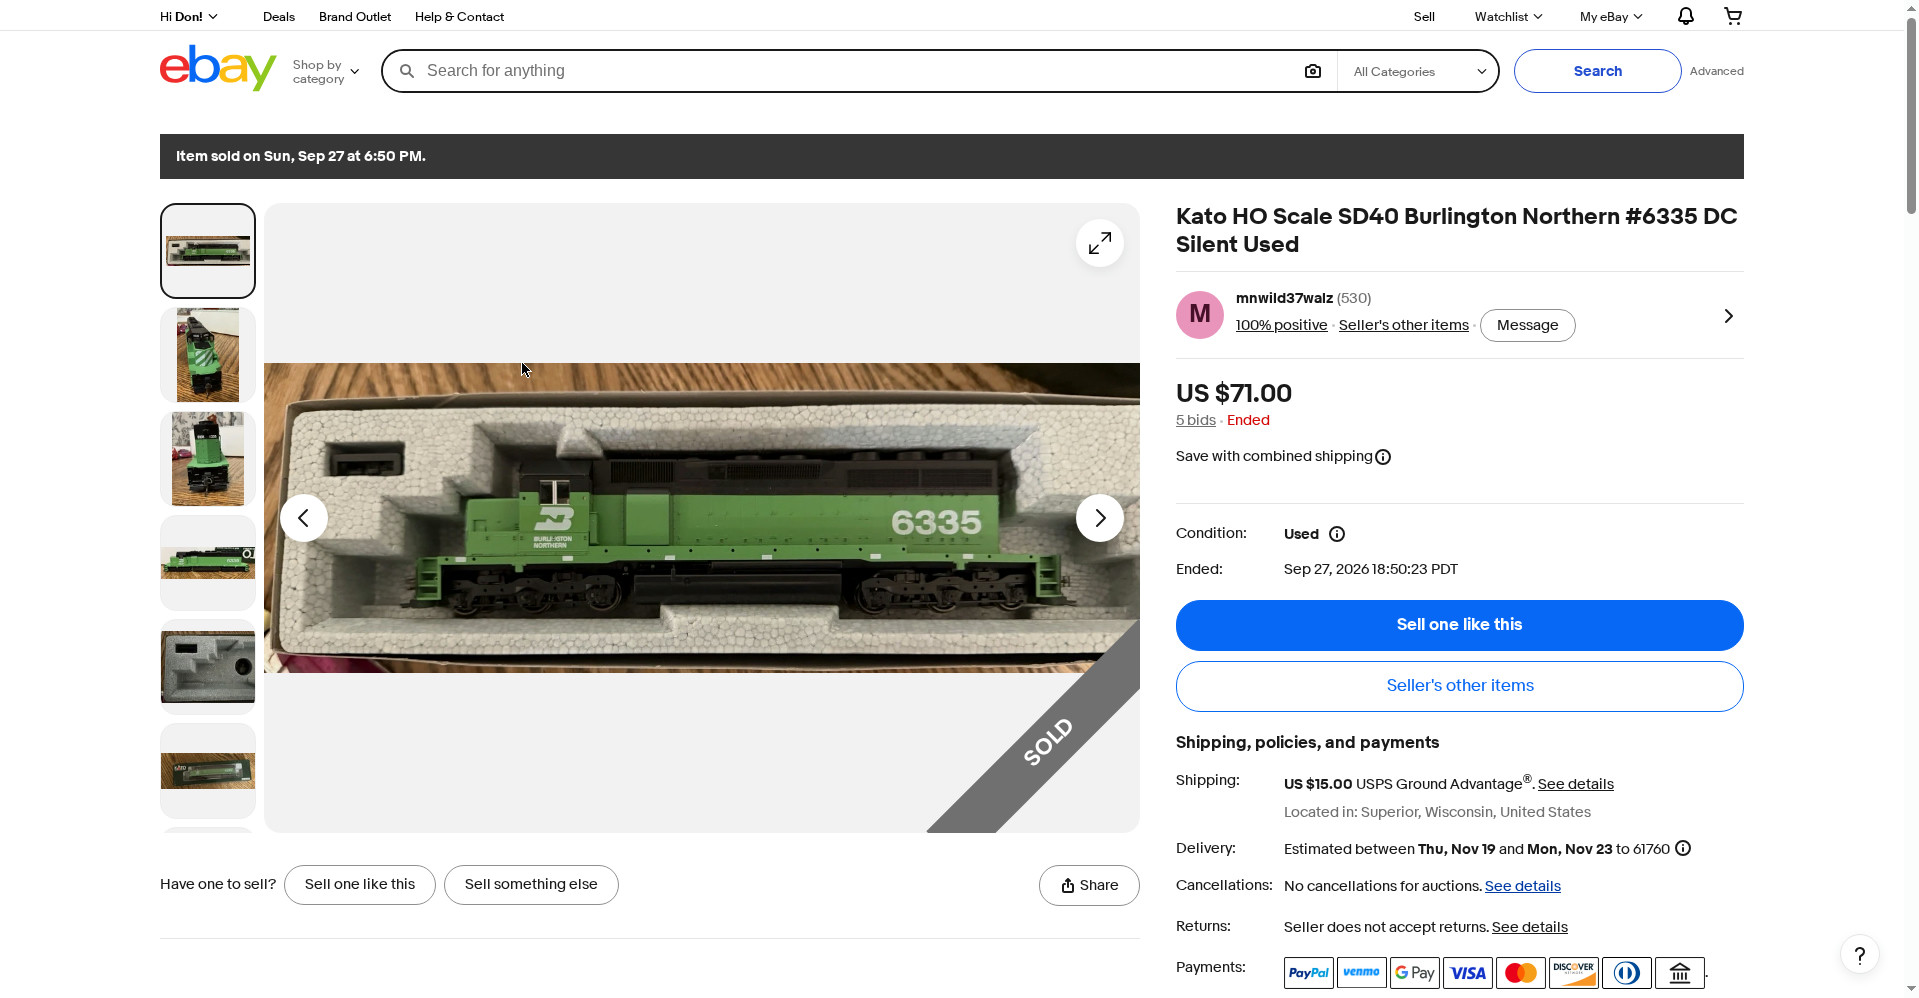 Hi Don!
Deals
Brand Outlet
Help & Contact
Sell
Watchlist
My eBay
ebay
Shop by
category
Search for anything
All Categories
Search
Advanced
Item sold on Sun, Sep 27 at 6:50 PM.
Kato HO Scale SD40 Burlington Northern #6335 DC
Silent Used
M
mnwild37walz (530)
100% positive · Seller's other items · Message
US $71.00
5 bids · Ended
Save with combined shipping
BURLINGTON
NORTHERN
6335
SOLD
Condition: Used
Ended: Sep 27, 2026 18:50:23 PDT
Sell one like this
Seller's other items
Shipping, policies, and payments
Shipping: US $15.00 USPS Ground Advantage®. See details
Located in: Superior, Wisconsin, United States
Delivery: Estimated between Thu, Nov 19 and Mon, Nov 23 to 61760
Cancellations: No cancellations for auctions. See details
Returns: Seller does not accept returns. See details
Payments: PayPal venmo G Pay VISA DISCOVER
Have one to sell? Sell one like this Sell something else
Share
?